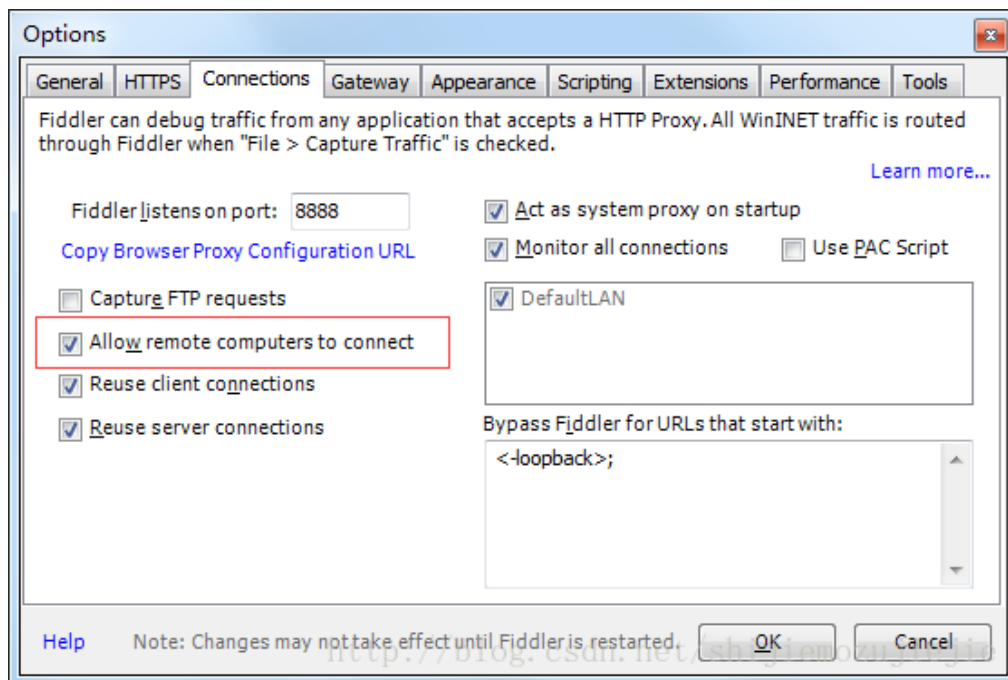 Options
General HTTPS Connections Gateway Appearance Scripting Extensions Performance Tools
Fiddler can debug traffic from any application that accepts a HTTP Proxy. All WinINET traffic is routed
through Fiddler when "File > Capture Traffic" is checked.
Learn more...
Fiddler listens on port: 8888
Copy Browser Proxy Configuration URL
Capture FTP requests
Allow remote computers to connect
Reuse client connections
Reuse server connections
Act as system proxy on startup
Monitor all connections Use PAC Script
DefaultLAN
Bypass Fiddler for URLs that start with:
<-loopback>;
Help Note: Changes may not take effect until Fiddler is restarted. OK Cancel